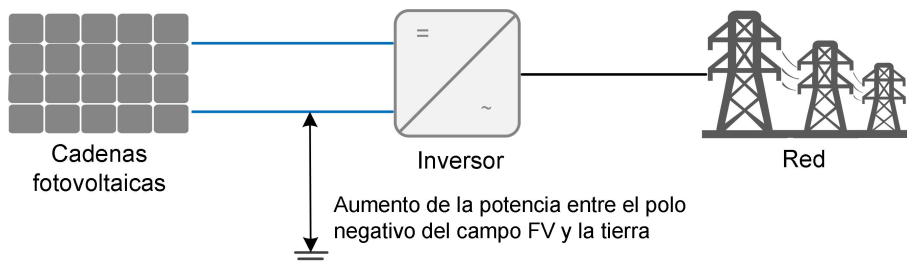 Cadenas
fotovoltaicas
Inversor
Red
Aumento de la potencia entre el polo
negativo del campo FV y la tierra